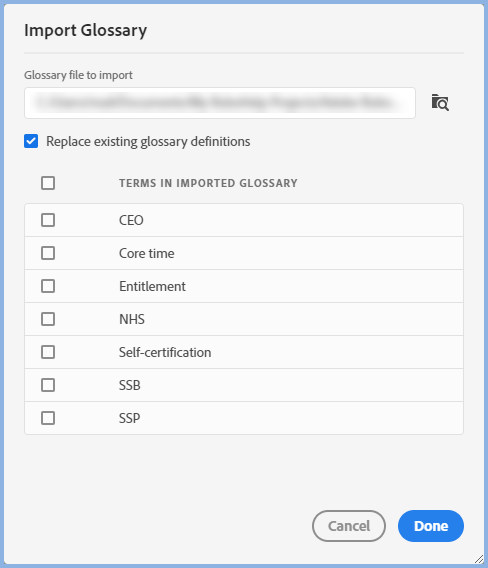 Import Glossary
Glossary file to import
Replace existing glossary definitions
TERMS IN IMPORTED GLOSSARY
CEO
Core time
Entitlement
NHS
Self-certification
SSB
SSP
Cancel
Done